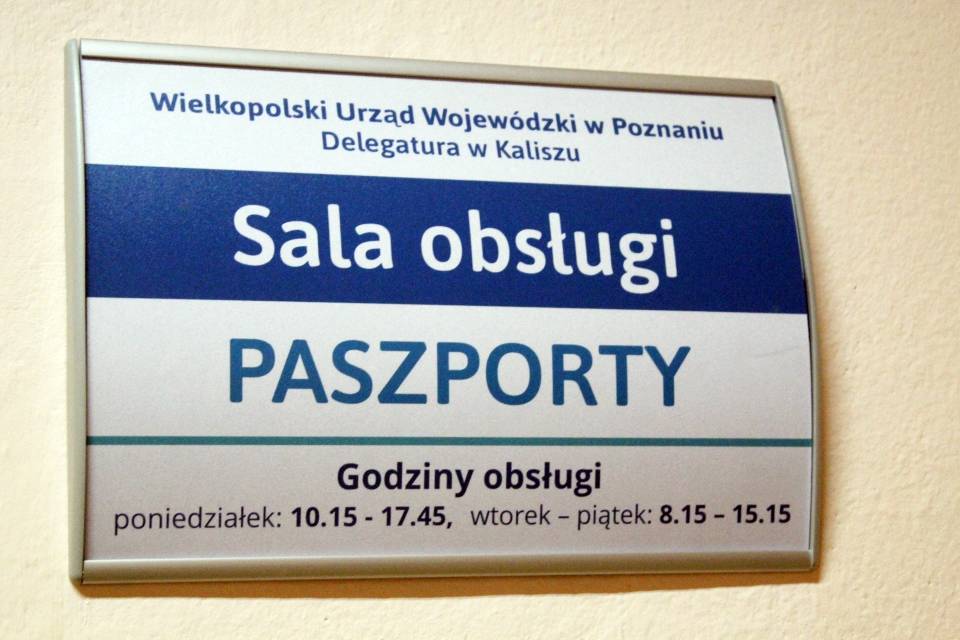 Wielkopolski Urząd Wojewódzki w Poznaniu
Delegatura w Kaliszu
Sala obsługi
PASZPORTY
Godziny obsługi
poniedziałek: 10.15 - 17.45, wtorek – piątek: 8.15 – 15.15